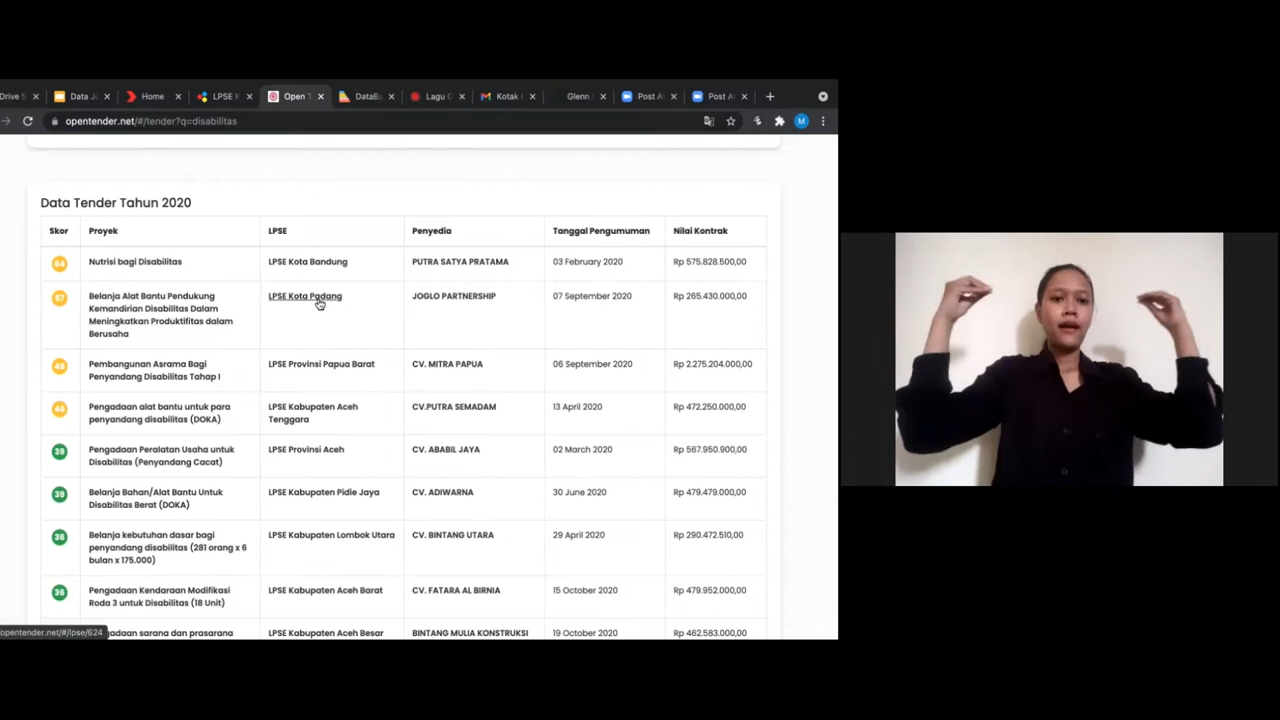 Drive S
Data Jo
Home
LPSE K
Open T
DataBa
Lagu G
Kotak
Glenn
Post A
Post A
opentender.net/#/tender?q=disabilitas
M
Data Tender Tahun 2020
Skor Proyek LPSE Penyedia Tanggal Pengumuman Nilai Kontrak
64 Nutrisi bagi Disabilitas LPSE Kota Bandung PUTRA SATYA PRATAMA 03 February 2020 Rp 575.828.500,00
57 Belanja Alat Bantu Pendukung LPSE Kota Padang JOGLO PARTNERSHIP 07 September 2020 Rp 265.430.000,00
Kemandirian Disabilitas Dalam
Meningkatkan Produktifitas dalam
Berusaha
Pembangunan Asrama Bagi LPSE Provinsi Papua Barat CV. MITRA PAPUA 06 September 2020 Rp 2.275.204.000,00
Penyandang Disabilitas Tahap I
Pengadaan alat bantu untuk para LPSE Kabupaten Aceh CV.PUTRA SEMADAM 13 April 2020 Rp 472.250.000,00
penyandang disabilitas (DOKA) Tenggara
39 Pengadaan Peralatan Usaha untuk LPSE Provinsi Aceh CV. ABABIL JAYA 02 March 2020 Rp 567.950.900,00
Disabilitas (Penyandang Cacat)
39 Belanja Bahan/Alat Bantu Untuk LPSE Kabupaten Pidie Jaya CV. ADIWARNA 30 June 2020 Rp 479.479.000,00
Disabilitas Berat (DOKA)
36 Belanja kebutuhan dasar bagi LPSE Kabupaten Lombok Utara CV. BINTANG UTARA 29 April 2020 Rp 290.472.510,00
penyandang disabilitas (281 orang x 6
bulan x 175.000)
36 Pengadaan Kendaraan Modifikasi LPSE Kabupaten Aceh Barat CV. FATARA AL BIRNIA 15 October 2020 Rp 479.952.000,00
Roda 3 untuk Disabilitas (18 Unit)
gadaan sarana dan prasarana LPSE Kabupaten Aceh Besar BINTANG MULIA KONSTRUKSI 19 October 2020 Rp 462.583.000,00
opentender.net/#/lpse/624